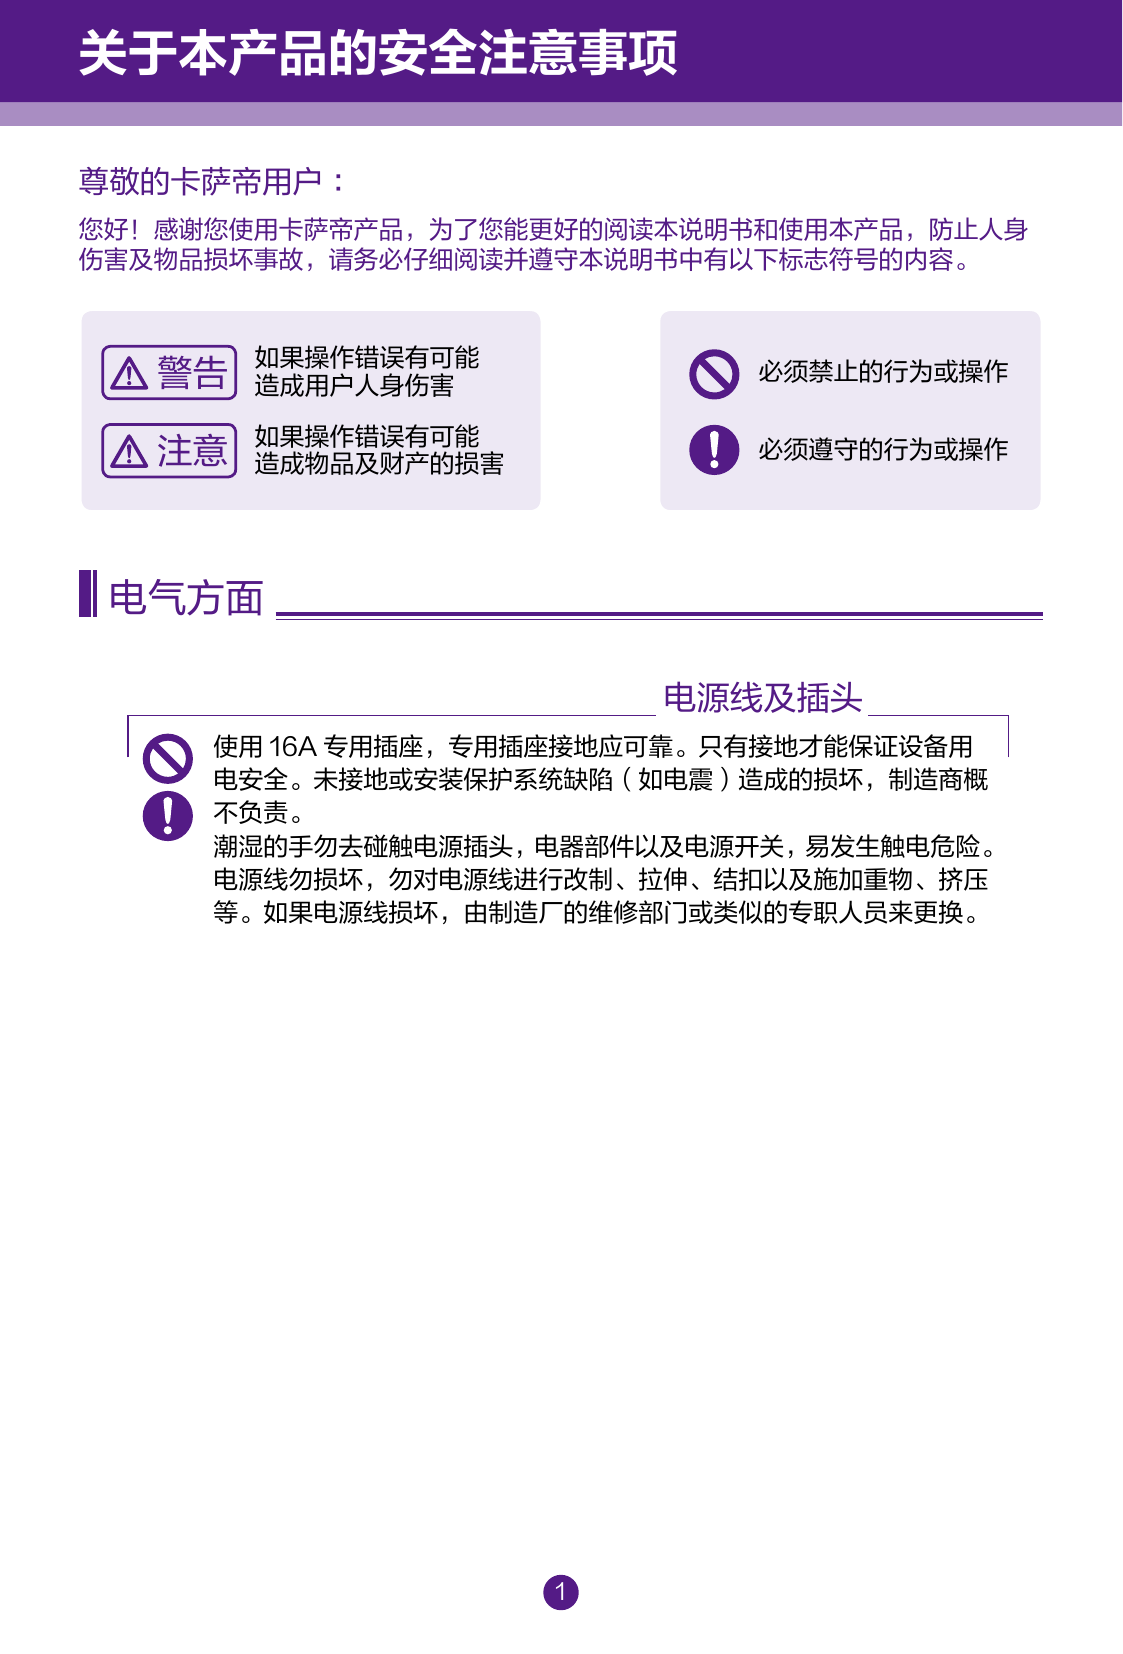 关于本产品的安全注意事项
尊敬的卡萨帝用户：
您好！感谢您使用卡萨帝产品，为了您能更好的阅读本说明书和使用本产品，防止人身
伤害及物品损坏事故，请务必仔细阅读并遵守本说明书中有以下标志符号的内容。
警告
如果操作错误有可能
造成用户人身伤害
注意
如果操作错误有可能
造成物品及财产的损害
必须禁止的行为或操作
必须遵守的行为或操作
电气方面
电源线及插头
使用 16A 专用插座，专用插座接地应可靠。只有接地才能保证设备用
电安全。未接地或安装保护系统缺陷（如电震）造成的损坏，制造商概
不负责。
潮湿的手勿去碰触电源插头，电器部件以及电源开关，易发生触电危险。
电源线勿损坏，勿对电源线进行改制、拉伸、结扣以及施加重物、挤压
等。如果电源线损坏，由制造厂的维修部门或类似的专职人员来更换。
1